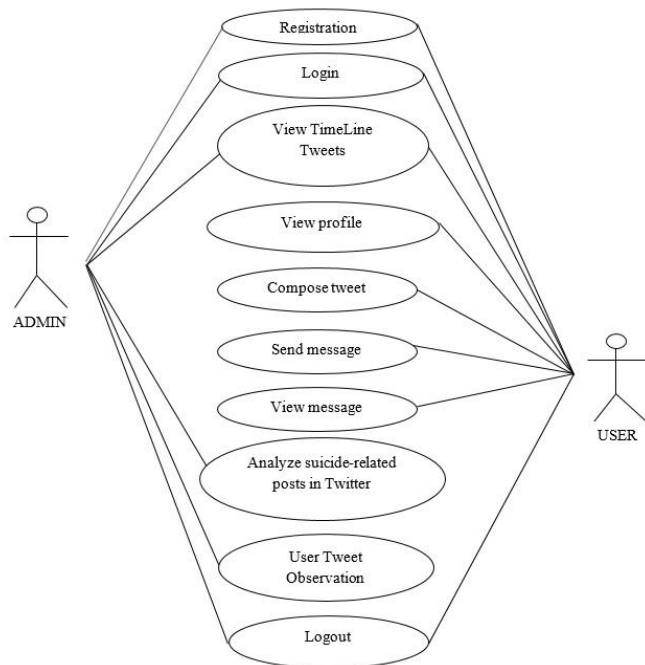 Registration
Login
View TimeLine
Tweets
View profile
ADMIN
Compose tweet
Send message
View message
USER
Analyze suicide-related
posts in Twitter
User Tweet
Observation
Logout